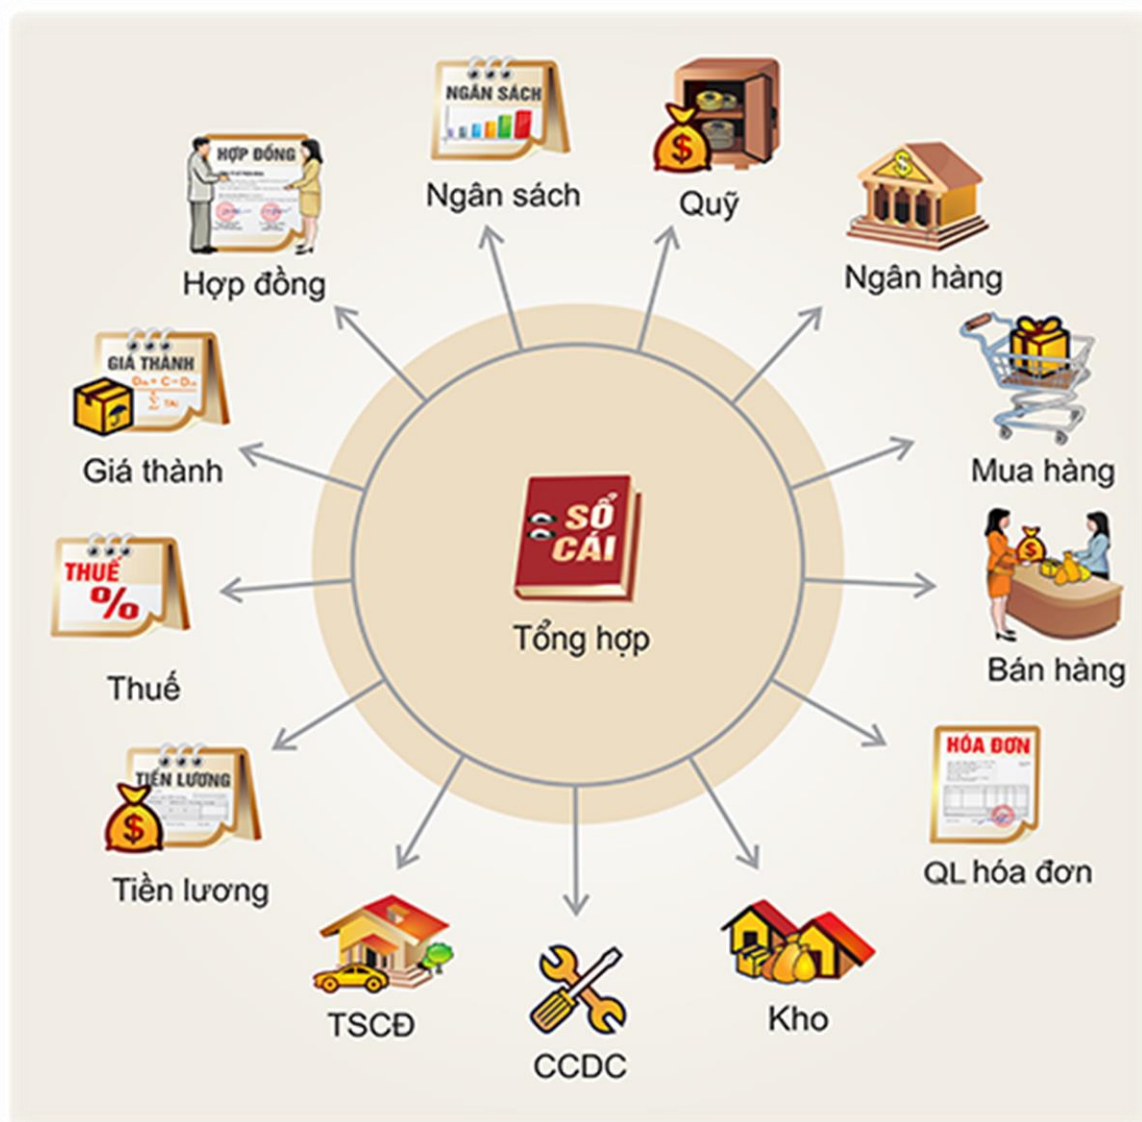 NGÂN SÁCH
Ngân sách
$
Quỹ
$
Ngân hàng
Mua hàng
$
Bán hàng
HÓA ĐƠN
QL hóa đơn
Kho
CCDC
TSCĐ
TIỀN LƯƠNG
$
Tiền lương
THUẾ
%
Thuế
GIÁ THÀNH
Giá thành
HỢP ĐỒNG
Hợp đồng
SỔ
CÁI
Tổng hợp